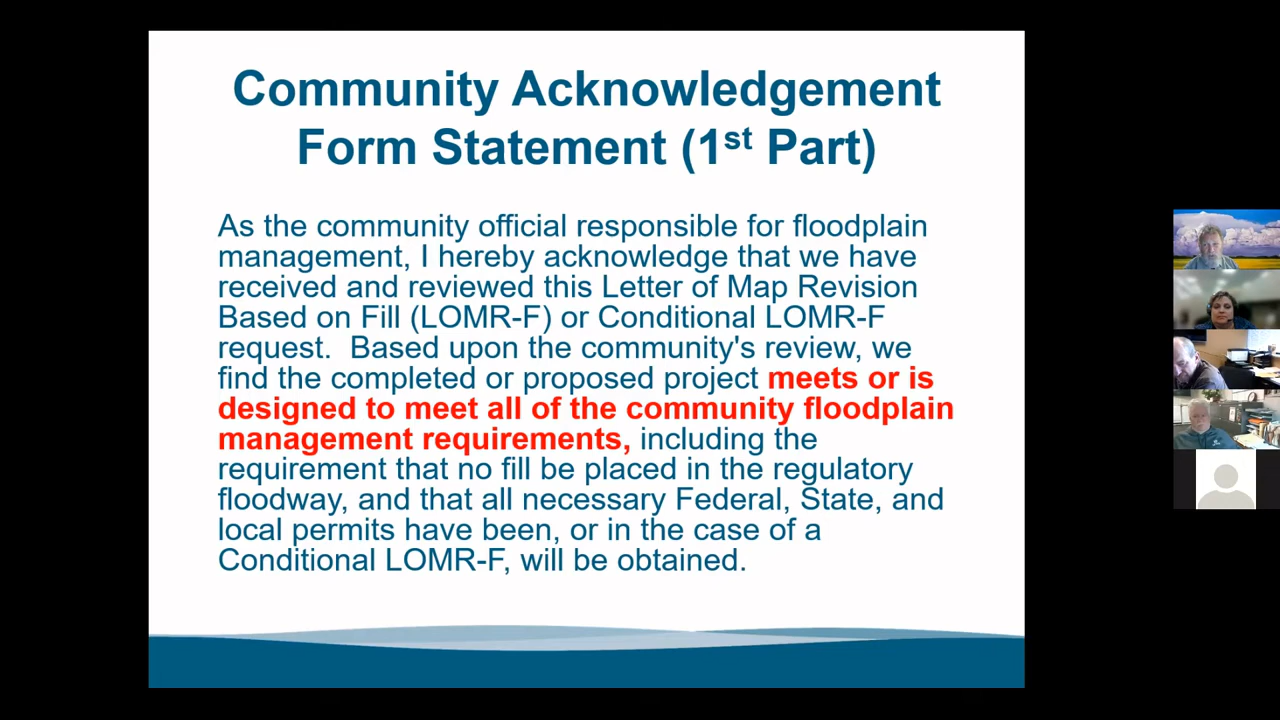 Community Acknowledgement
Form Statement (1st Part)
As the community official responsible for floodplain
management, I hereby acknowledge that we have
received and reviewed this Letter of Map Revision
Based on Fill (LOMR-F) or Conditional LOMR-F
request.  Based upon the community's review, we
find the completed or proposed project meets or is
designed to meet all of the community floodplain
management requirements, including the
requirement that no fill be placed in the regulatory
floodway, and that all necessary Federal, State, and
local permits have been, or in the case of a
Conditional LOMR-F, will be obtained.